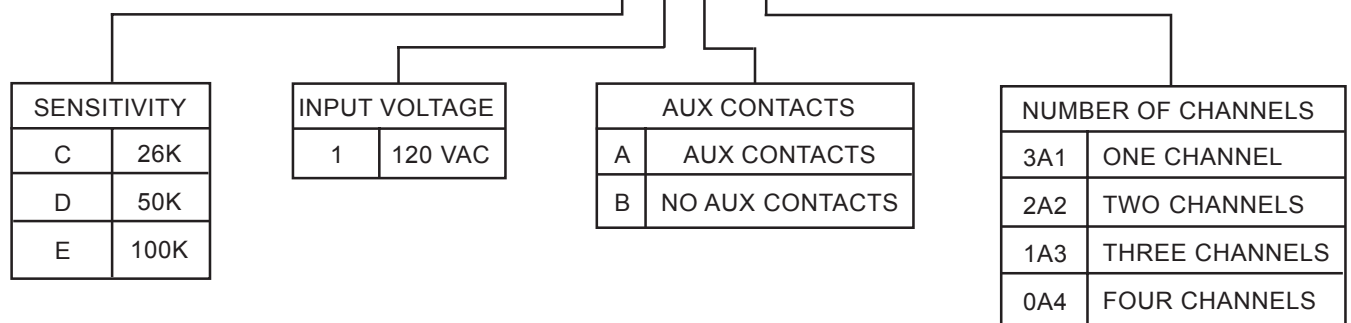 SENSITIVITY
C 26K
D 50K
E 100K
INPUT VOLTAGE
1 120 VAC
AUX CONTACTS
A AUX CONTACTS
B NO AUX CONTACTS
NUMBER OF CHANNELS
3A1 ONE CHANNEL
2A2 TWO CHANNELS
1A3 THREE CHANNELS
0A4 FOUR CHANNELS